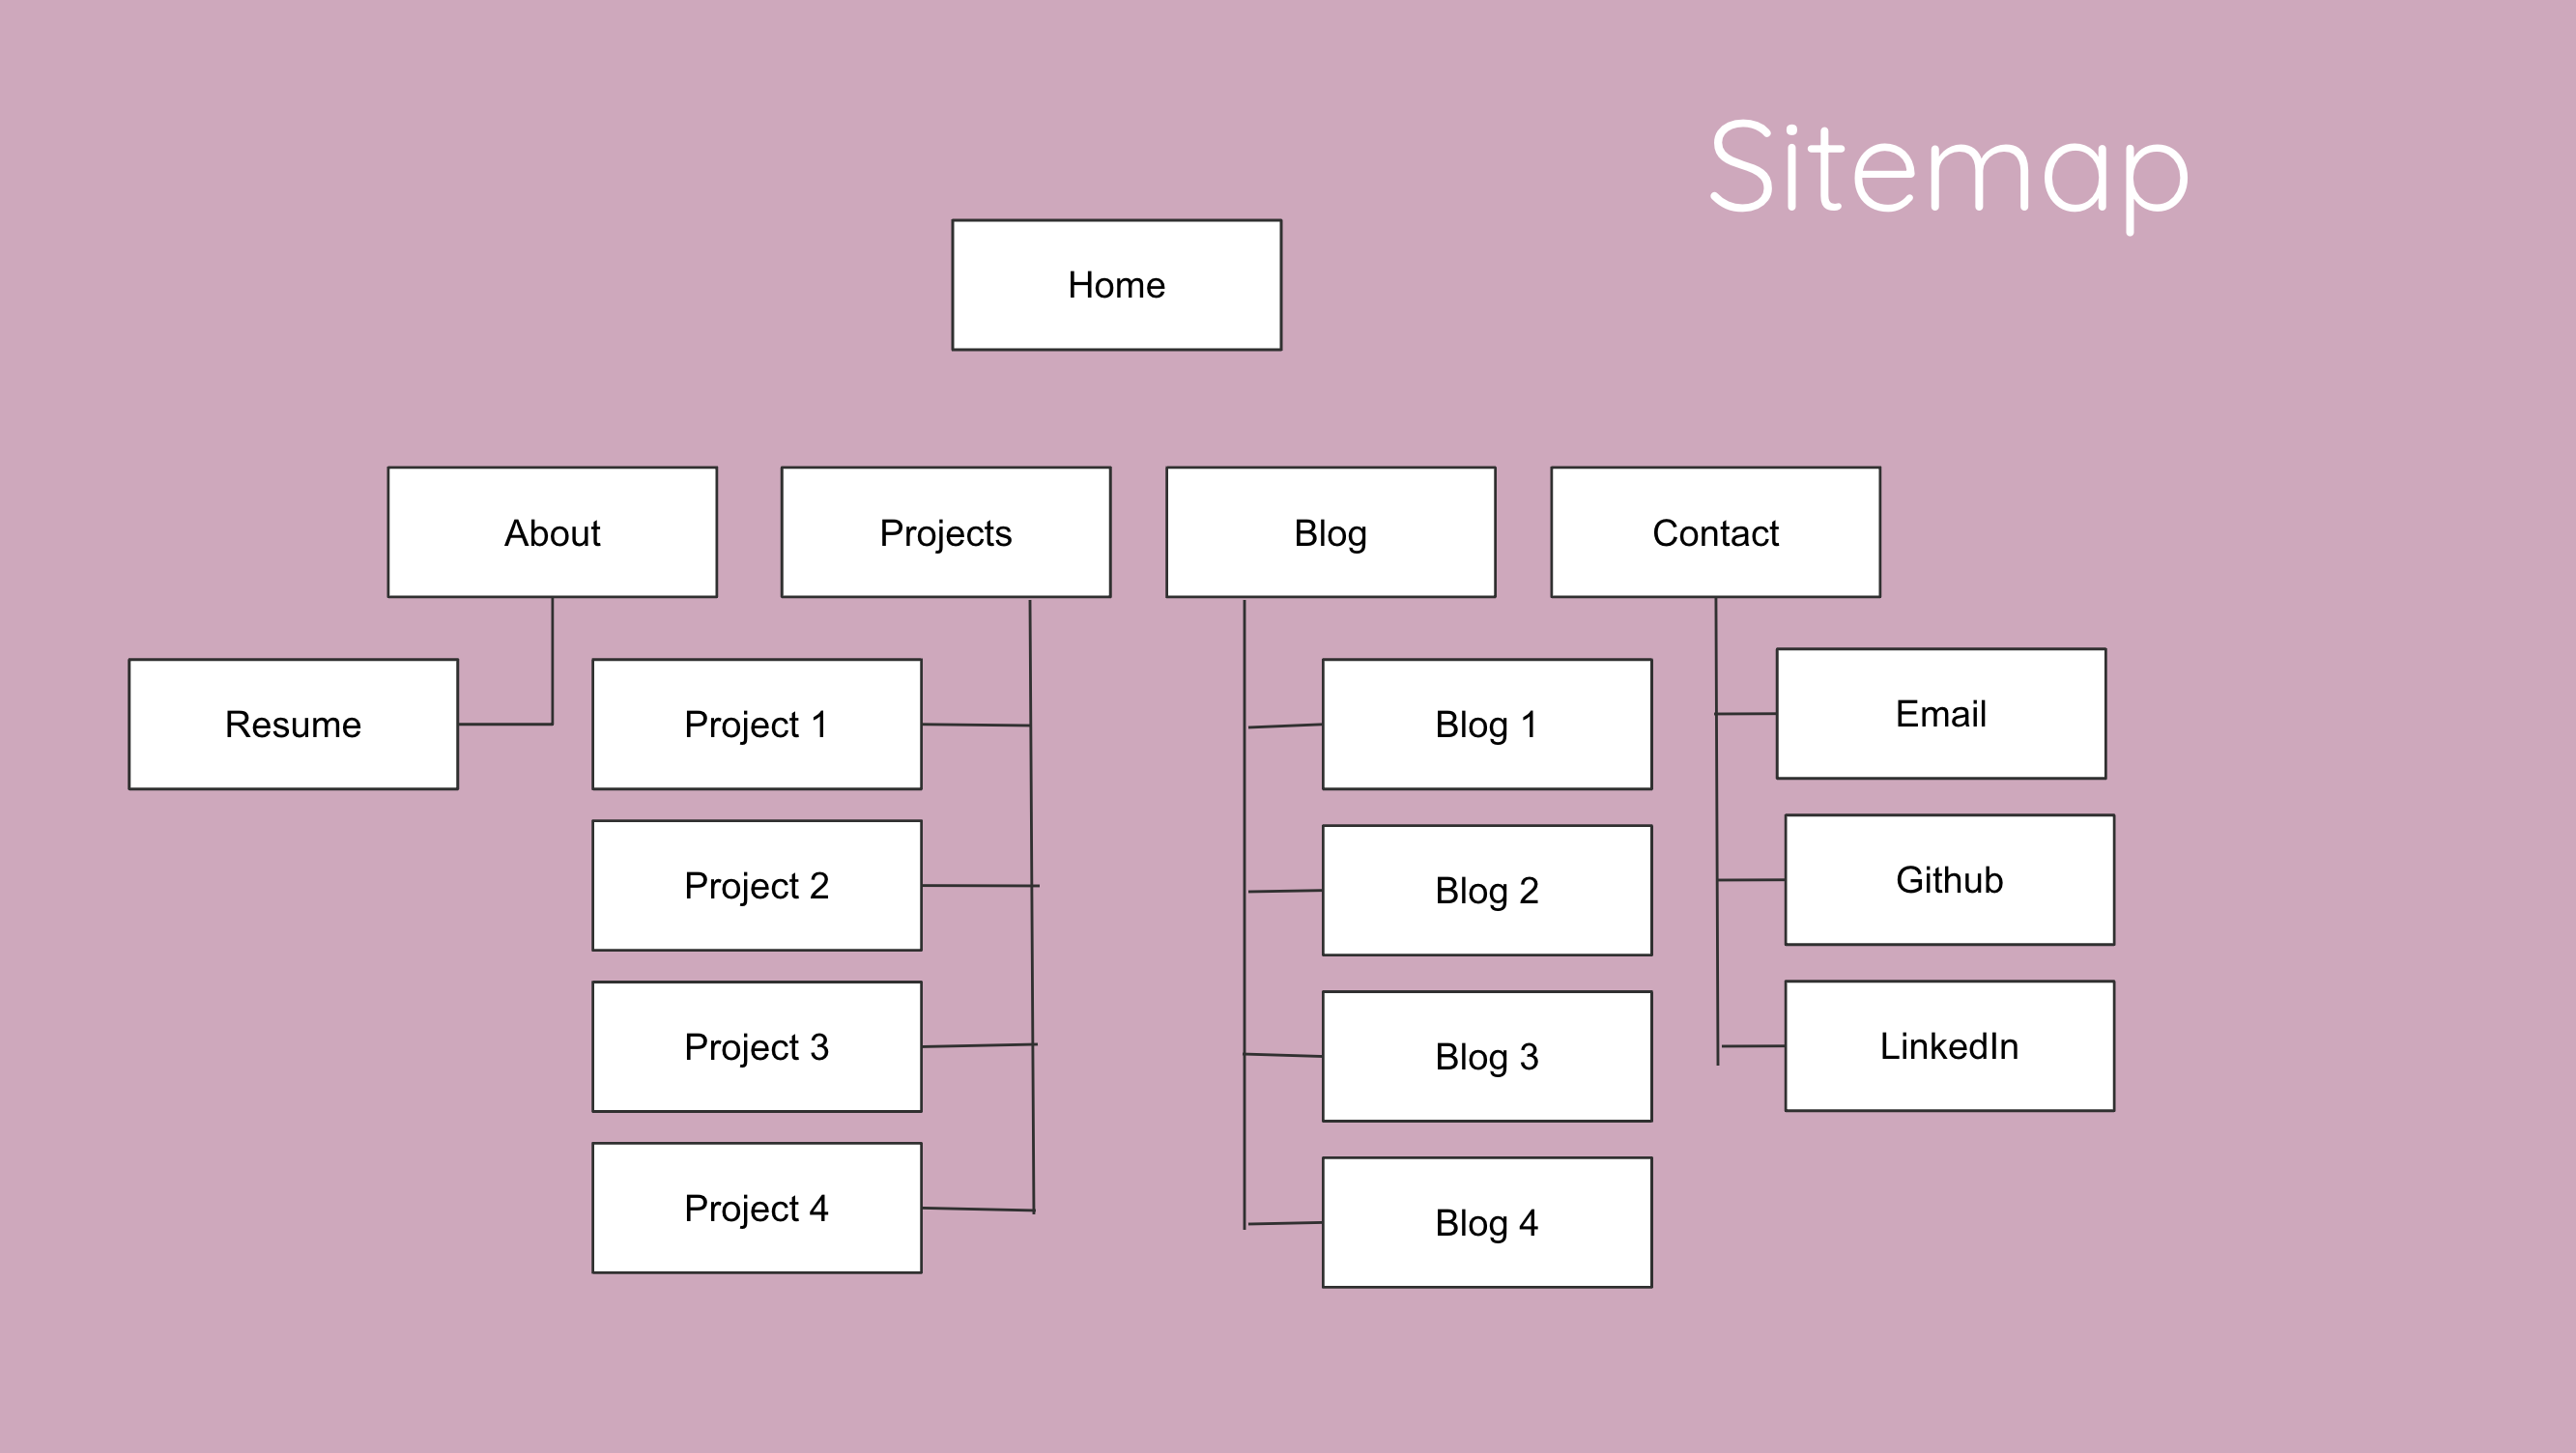 Sitemap
Home
About
Projects
Blog
Contact
Resume
Project 1
Project 2
Project 3
Project 4
Blog 1
Blog 2
Blog 3
Blog 4
Email
Github
LinkedIn